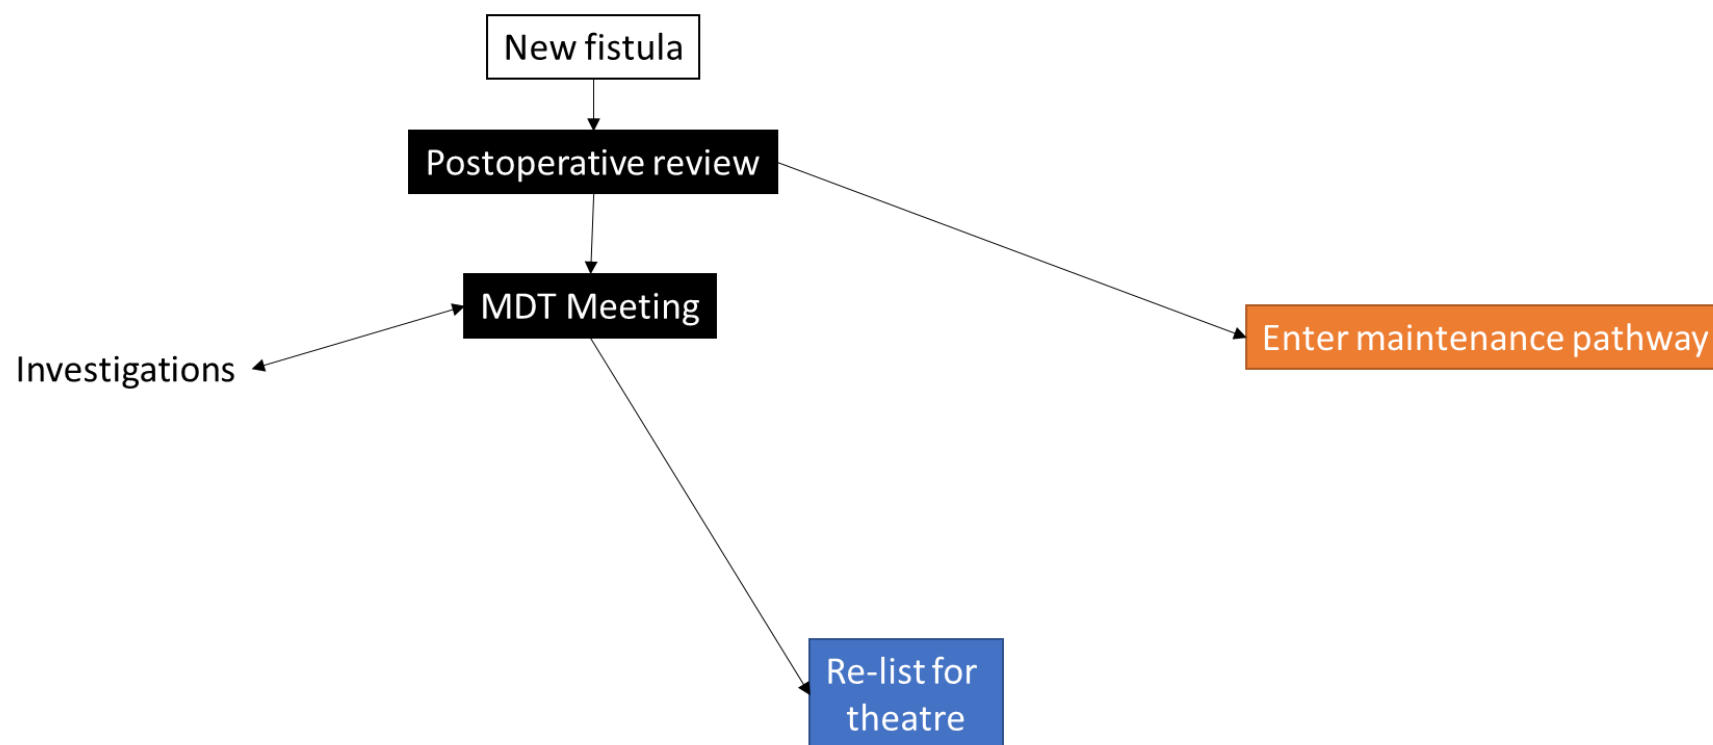 New fistula
Postoperative review
MDT Meeting
Enter maintenance pathway
Investigations
Re-list for
theatre